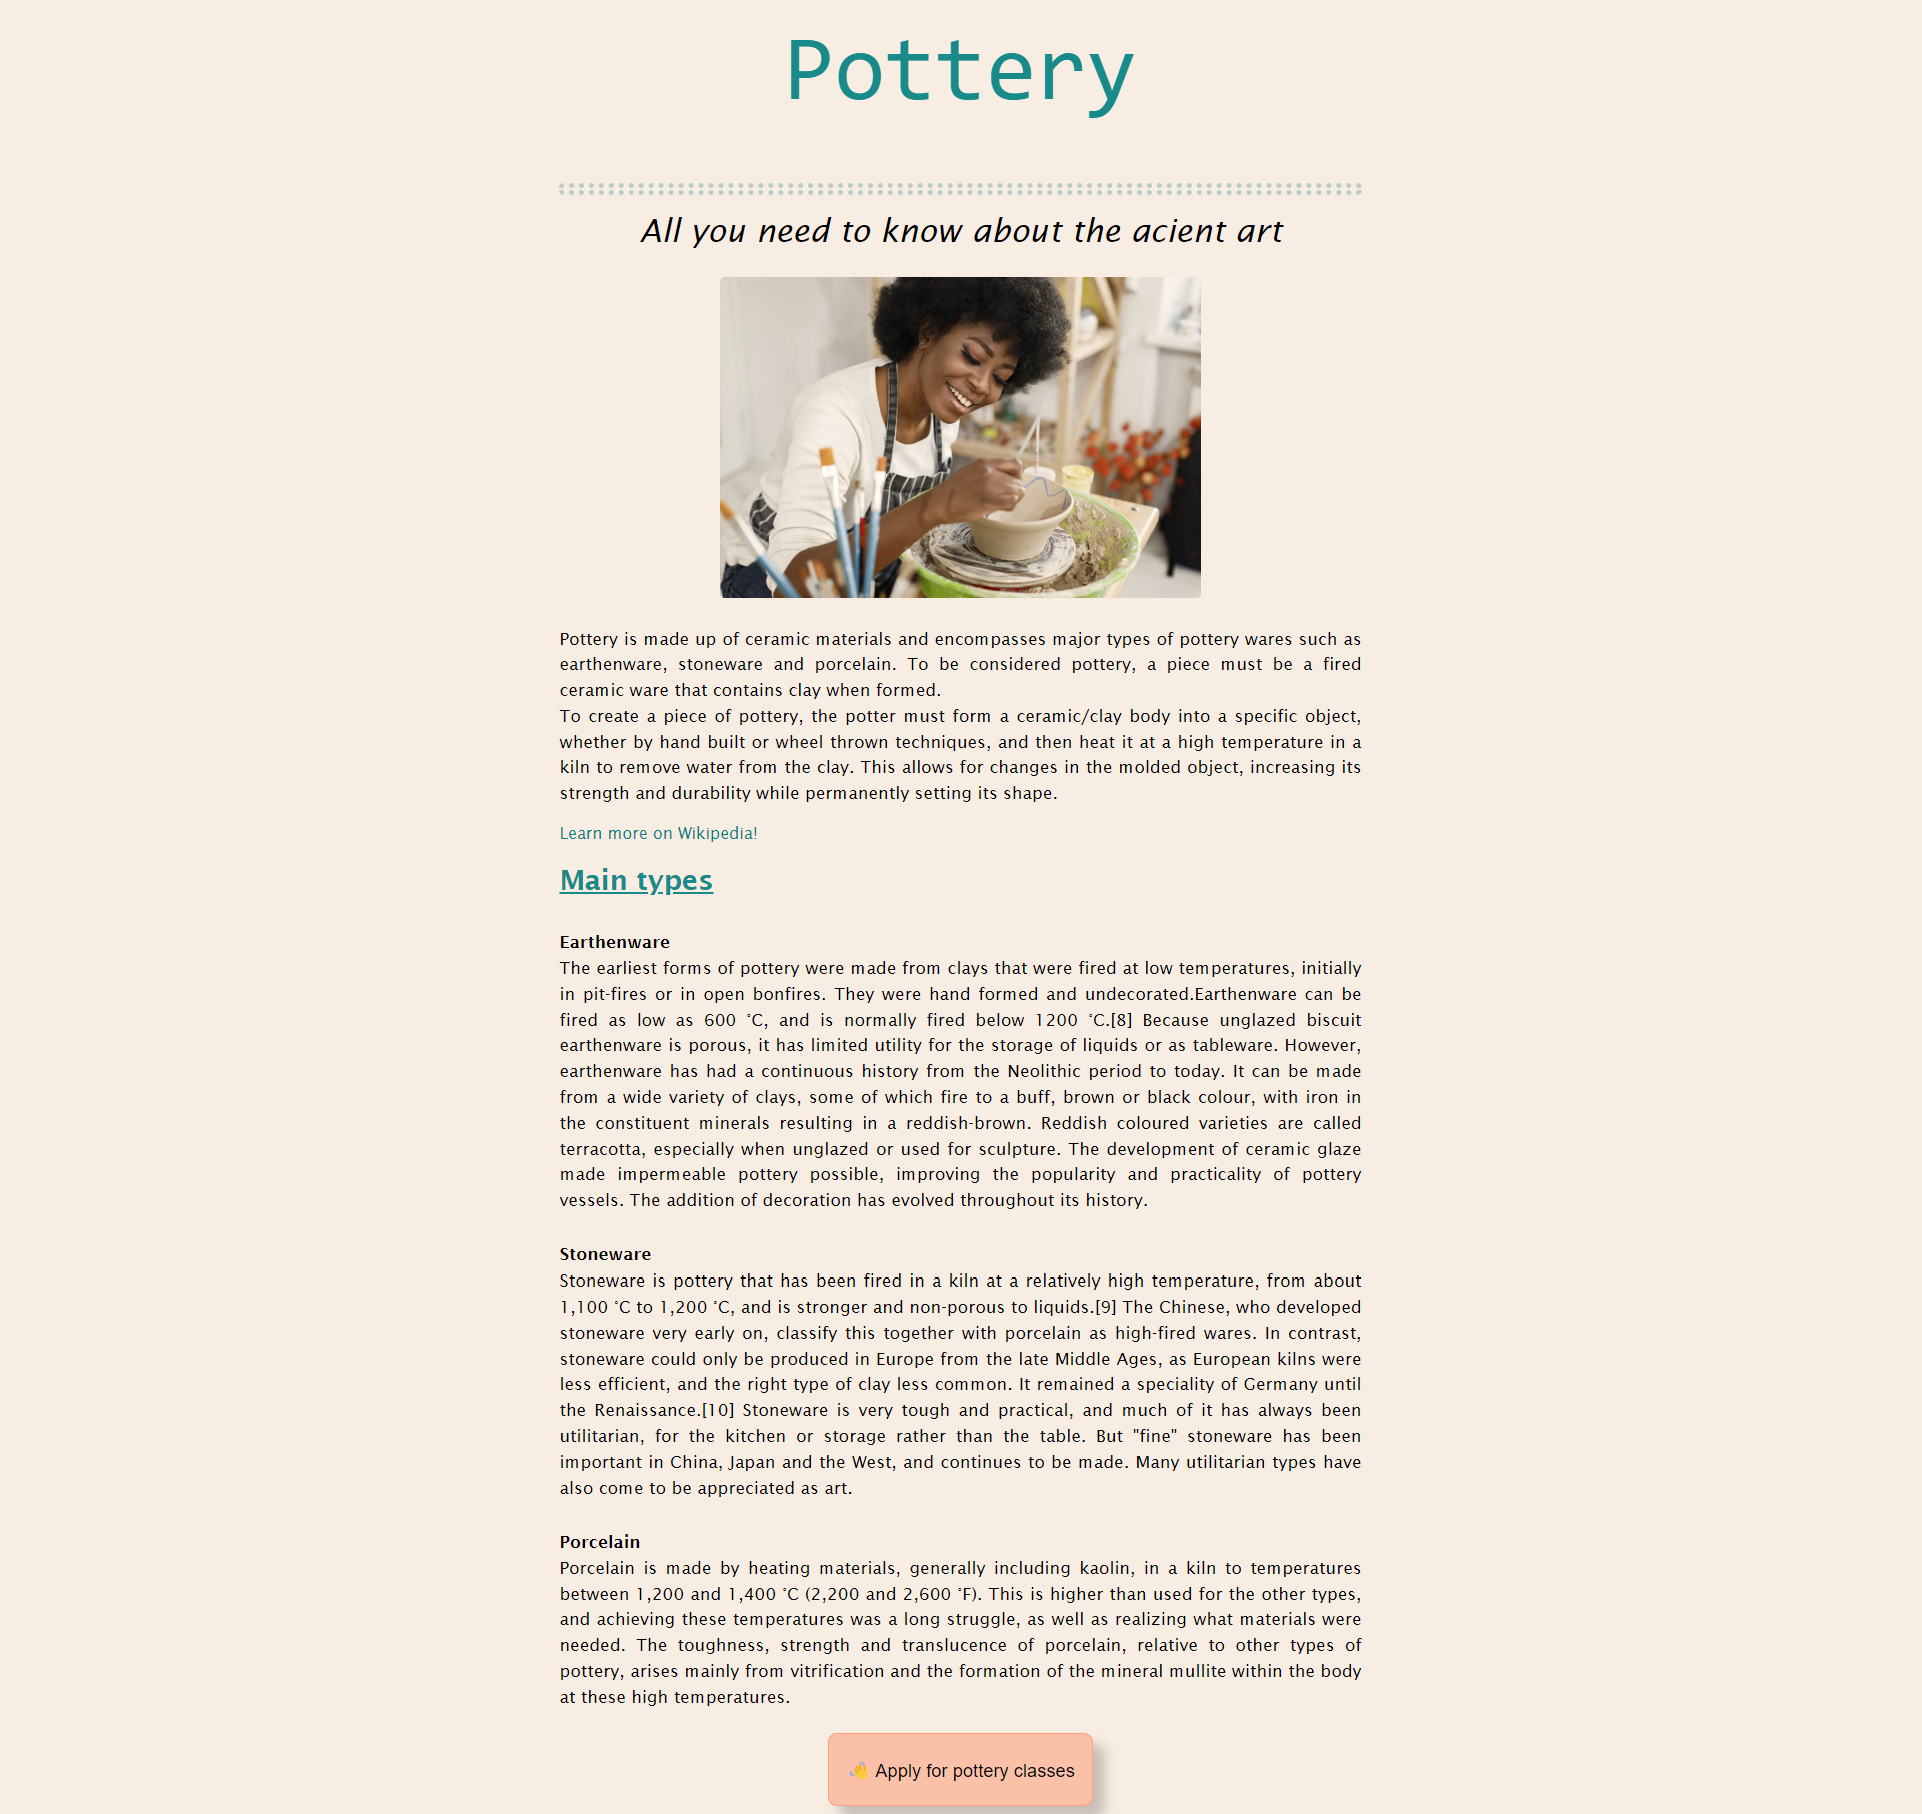 Pottery
All you need to know about the acient art
Pottery is made up of ceramic materials and encompasses major types of pottery wares such as
earthenware, stoneware and porcelain. To be considered pottery, a piece must be a fired
ceramic ware that contains clay when formed.
To create a piece of pottery, the potter must form a ceramic/clay body into a specific object,
whether by hand built or wheel thrown techniques, and then heat it at a high temperature in a
kiln to remove water from the clay. This allows for changes in the molded object, increasing its
strength and durability while permanently setting its shape.
Learn more on Wikipedia!
Main types
Earthenware
The earliest forms of pottery were made from clays that were fired at low temperatures, initially
in pit-fires or in open bonfires. They were hand formed and undecorated.Earthenware can be
fired as low as 600 °C, and is normally fired below 1200 °C.[8] Because unglazed biscuit
earthenware is porous, it has limited utility for the storage of liquids or as tableware. However,
earthenware has had a continuous history from the Neolithic period to today. It can be made
from a wide variety of clays, some of which fire to a buff, brown or black colour, with iron in
the constituent minerals resulting in a reddish-brown. Reddish coloured varieties are called
terracotta, especially when unglazed or used for sculpture. The development of ceramic glaze
made impermeable pottery possible, improving the popularity and practicality of pottery
vessels. The addition of decoration has evolved throughout its history.
Stoneware
Stoneware is pottery that has been fired in a kiln at a relatively high temperature, from about
1,100 °C to 1,200 °C, and is stronger and non-porous to liquids.[9] The Chinese, who developed
stoneware very early on, classify this together with porcelain as high-fired wares. In contrast,
stoneware could only be produced in Europe from the late Middle Ages, as European kilns were
less efficient, and the right type of clay less common. It remained a speciality of Germany until
the Renaissance.[10] Stoneware is very tough and practical, and much of it has always been
utilitarian, for the kitchen or storage rather than the table. But "fine" stoneware has been
important in China, Japan and the West, and continues to be made. Many utilitarian types have
also come to be appreciated as art.
Porcelain
Porcelain is made by heating materials, generally including kaolin, in a kiln to temperatures
between 1,200 and 1,400 °C (2,200 and 2,600 °F). This is higher than used for the other types,
and achieving these temperatures was a long struggle, as well as realizing what materials were
needed. The toughness, strength and translucence of porcelain, relative to other types of
pottery, arises mainly from vitrification and the formation of the mineral mullite within the body
at these high temperatures.
👋 Apply for pottery classes